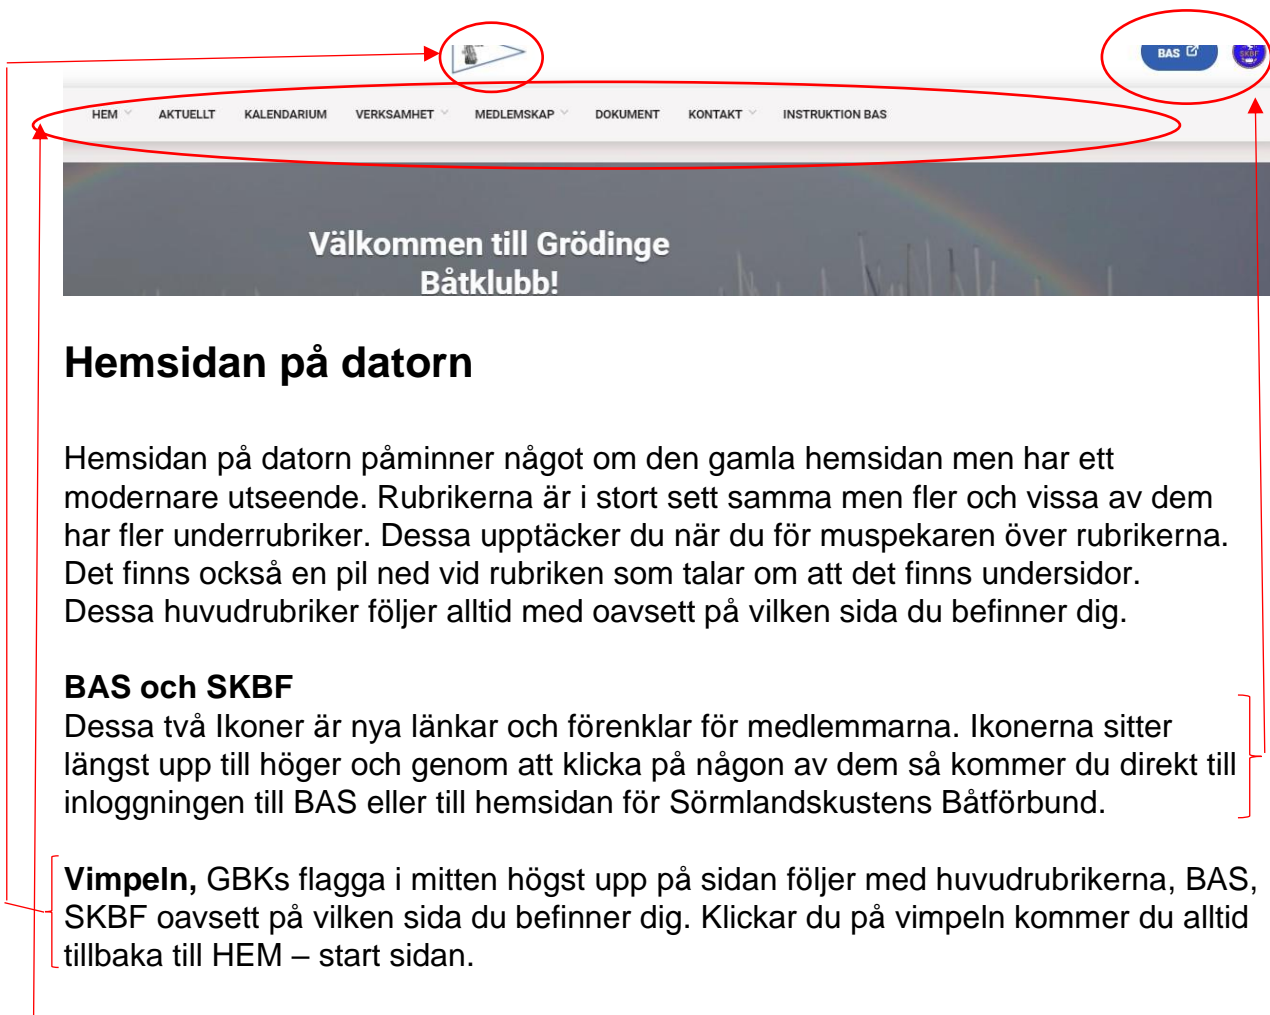 BAS
SKBF
HEM AKTUELLT KALENDARIUM VERKSAMHET MEDLEMSKAP DOKUMENT KONTAKT INSTRUKTION BAS
Välkommen till Grödinge
Båtklubb!
Hemsidan på datorn
Hemsidan på datorn påminner något om den gamla hemsidan men har ett
modernare utseende. Rubrikerna är i stort sett samma men fler och vissa av dem
har fler underrubriker. Dessa upptäcker du när du för muspekaren över rubrikerna.
Det finns också en pil ned vid rubriken som talar om att det finns undersidor.
Dessa huvudrubriker följer alltid med oavsett på vilken sida du befinner dig.
BAS och SKBF
Dessa två Ikoner är nya länkar och förenklar för medlemmarna. Ikonerna sitter
längst upp till höger och genom att klicka på någon av dem så kommer du direkt till
inloggningen till BAS eller till hemsidan för Sörmlandskustens Båtförbund.
Vimpeln, GBKs flagga i mitten högst upp på sidan följer med huvudrubrikerna, BAS,
SKBF oavsett på vilken sida du befinner dig. Klickar du på vimpeln kommer du alltid
tillbaka till HEM – start sidan.